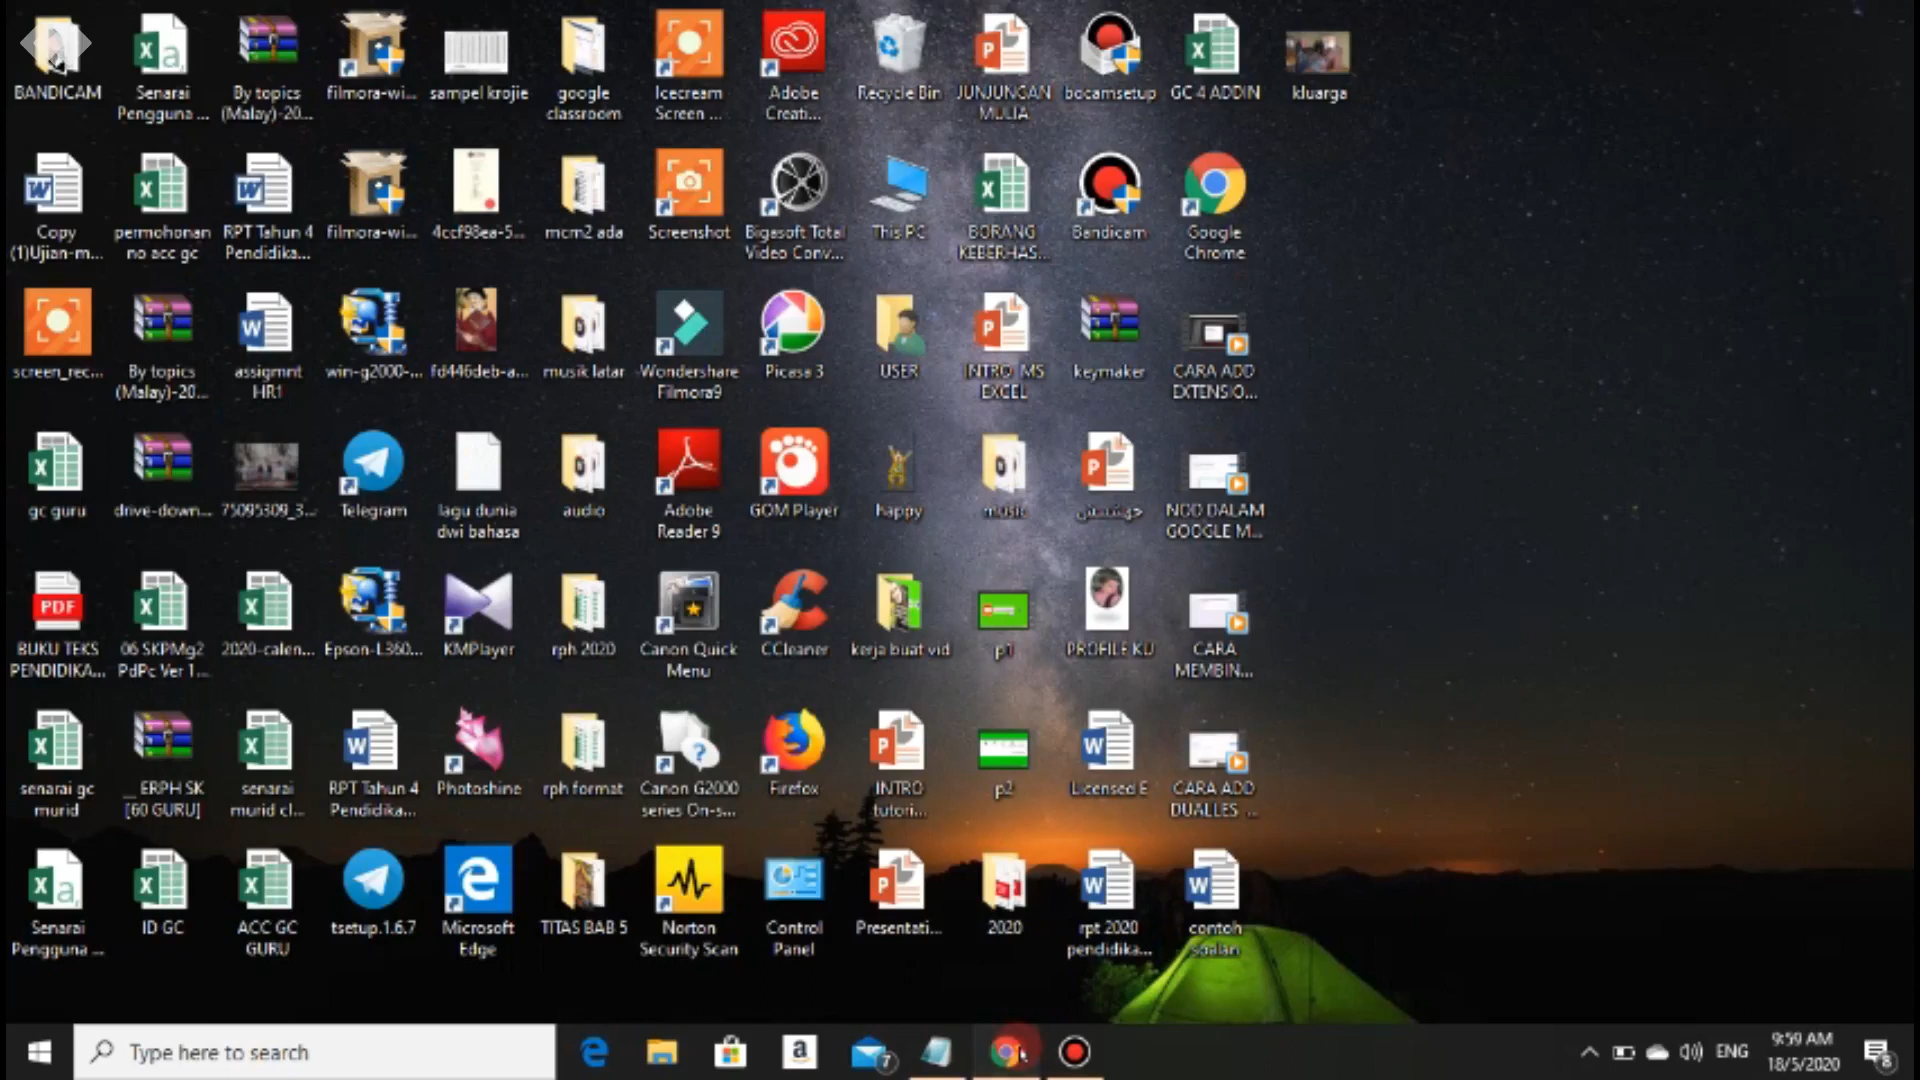 BANDICAM
Senarai
Pengguna ...
By topics
(Malay)-20...
filmora-wi...
sampel krojie
google
classroom
Icecream
Screen ...
Adobe
Creati...
Recycle Bin
JUNJUNGAN
MULIA
bocamsetup
GC 4 ADDIN
kluarga
Copy
(1)Ujian-m...
permohonan
no acc gc
RPT Tahun 4
Pendidika...
filmora-wi...
4ccf98ea-5...
mcm2 ada
Screenshot
Bigasoft Total
Video Conv...
This PC
BORANG
KEBERHAS...
Bandicam
Google
Chrome
screen_rec...
By topics
(Malay)-20...
assigmnt
HR1
win-g2000-...
fd446deb-a...
musik latar
Wondershare
Filmora9
Picasa 3
USER
INTRO MS
EXCEL
keymaker
CARA ADD
EXTENSIO...
gc guru
drive-down...
75095309_3...
Telegram
lagu dunia
dwi bahasa
audio
Adobe
Reader 9
GOM Player
happy
music
NOD DALAM
GOOGLE M...
PDF
BUKU TEKS
PENDIDIKA...
06 SKPMg2
PdPc Ver 1...
2020-calen...
Epson-L360...
KMPlayer
rph 2020
Canon Quick
Menu
CCleaner
kerja buat vid
p1
PROFILE KU
CARA
MEMBIN...
senarai gc
murid
__ ERPH SK
[60 GURU]
senarai
murid cl...
RPT Tahun 4
Pendidika...
Photoshine
rph format
Canon G2000
series On-s...
Firefox
INTRO
tutori...
p2
Licensed E
CARA ADD
DUALLES ...
Senarai
Pengguna ...
ID GC
ACC GC
GURU
tsetup.1.6.7
Microsoft
Edge
TITAS BAB 5
Norton
Security Scan
Control
Panel
Presentati...
2020
rpt 2020
pendidika...
contoh
soalan
Type here to search
7
ENG
9:59 AM
18/5/2020
8